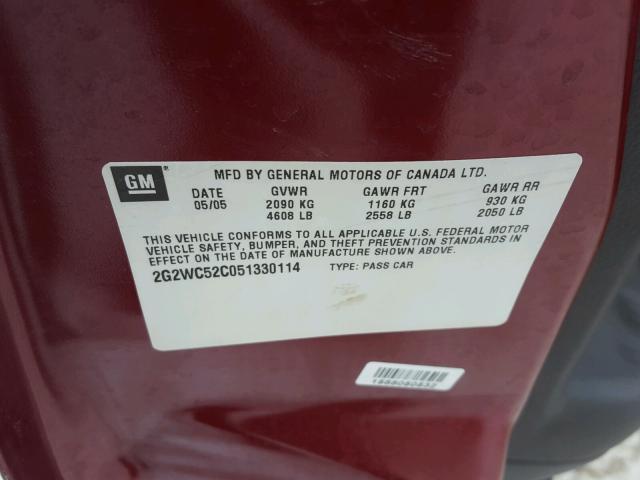 GM
MFD BY GENERAL MOTORS OF CANADA LTD.
DATE GVWR GAWR FRT GAWR RR
05/05 2090 KG 1160 KG 930 KG
4608 LB 2558 LB 2050 LB
THIS VEHICLE CONFORMS TO ALL APPLICABLE U.S. FEDERAL MOTOR
VEHICLE SAFETY, BUMPER, AND THEFT PREVENTION STANDARDS IN
EFFECT ON THE DATE OF MANUFACTURE SHOWN ABOVE.
2G2WC52C051330114 TYPE: PASS CAR